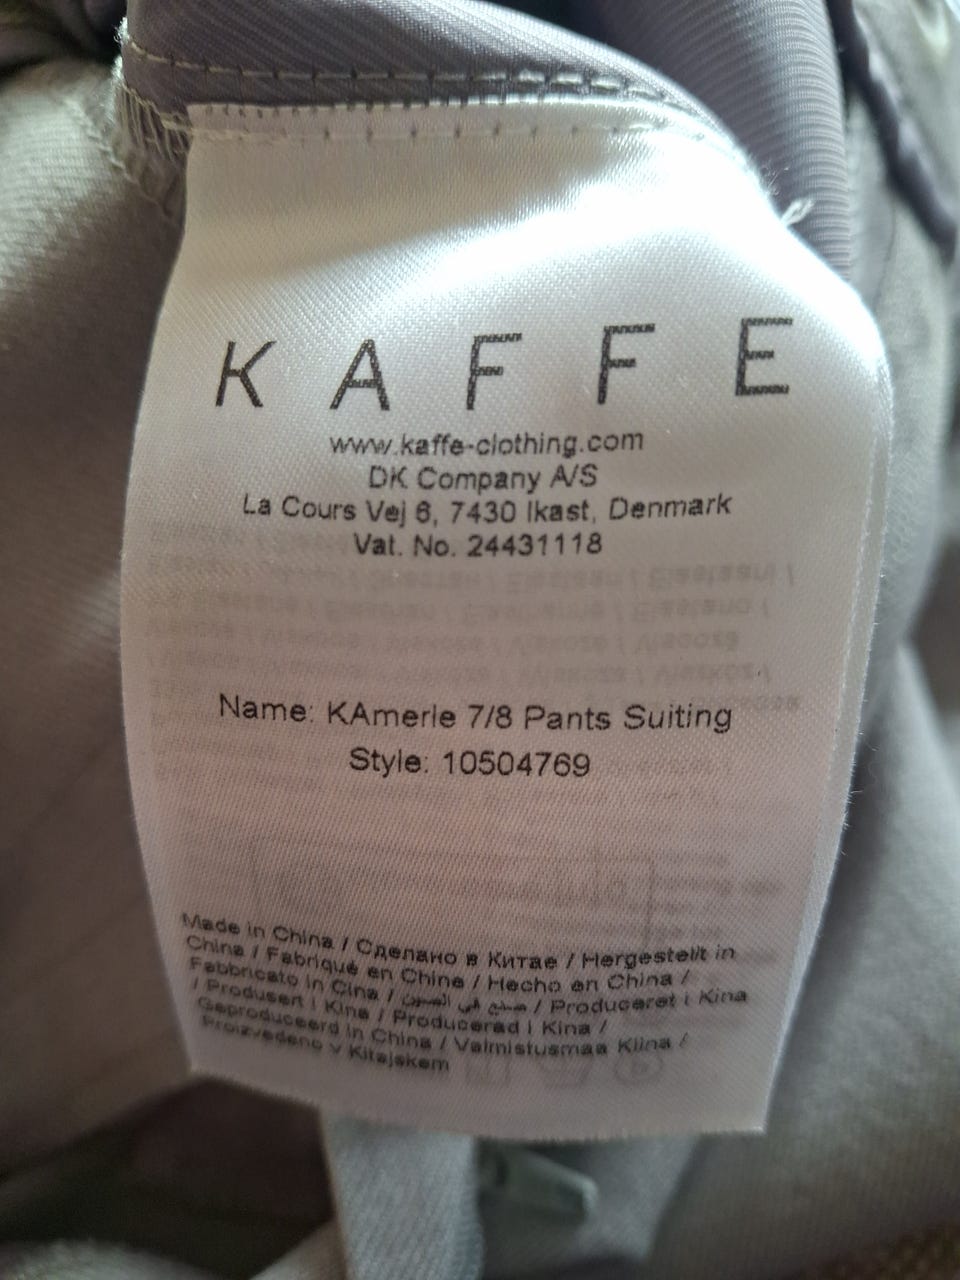 KAFFE
www.kaffe-clothing.com
DK Company A/S
La Cours Vej 6, 7430 Ikast, Denmark
Vat. No. 24431118
Name: KAmerle 7/8 Pants Suiting
Style: 10504769
Made in China / Сделано в Китае / Hergestellt in
China / Fabriqué en Chine / Hecho en China /
Fabbricato in Cina / صنع في الصين / Produceret i Kina
/ Produsert i Kina / Producerad i Kina /
Geproduceerd in China / Valmistusmaa Kiina /
Proizvedeno v Kitajskem